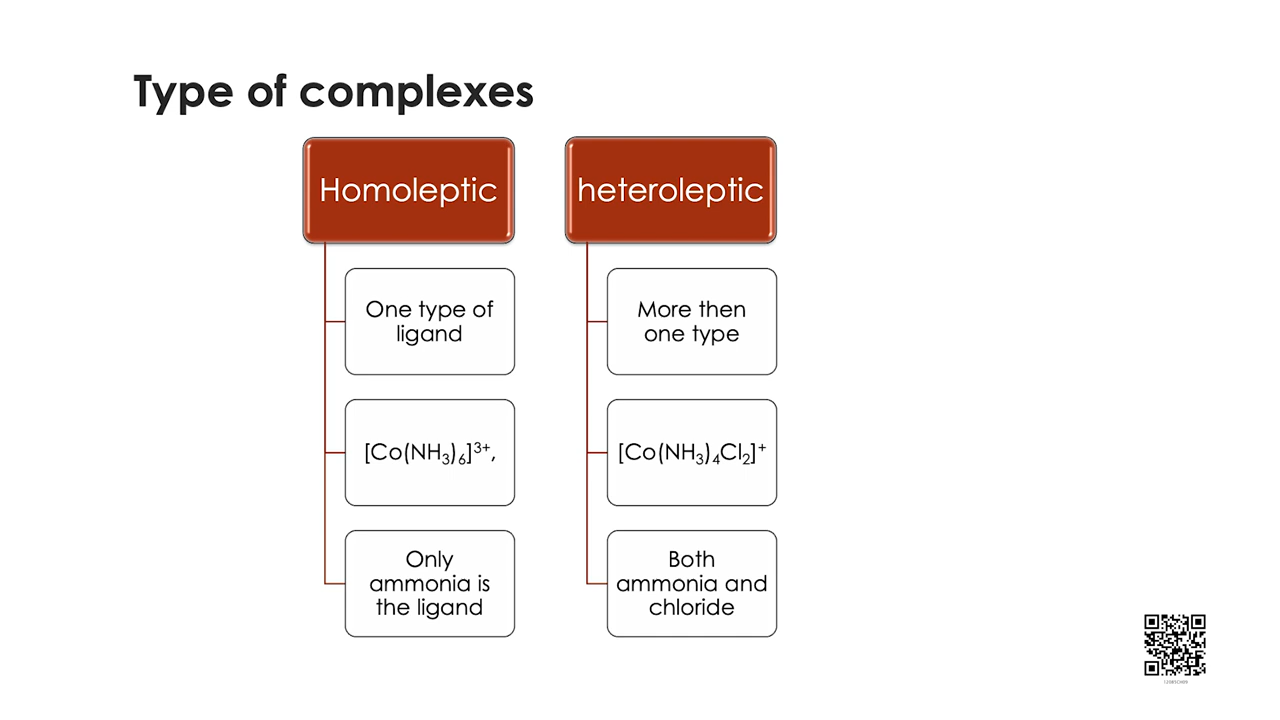 Type of complexes
Homoleptic
One type of
ligand
[Co(NH₃)₆]³⁺,
Only
ammonia is
the ligand
heteroleptic
More then
one type
[Co(NH₃)₄Cl₂]⁺
Both
ammonia and
chloride